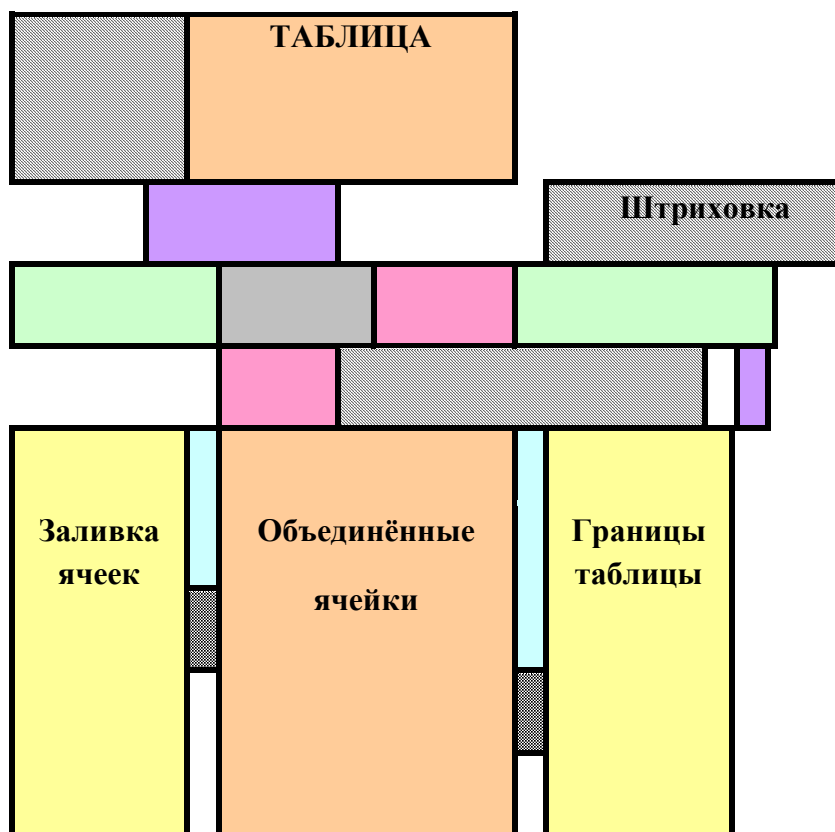 ТАБЛИЦА
Штриховка
Заливка
ячеек
Объединённые
ячейки
Границы
таблицы